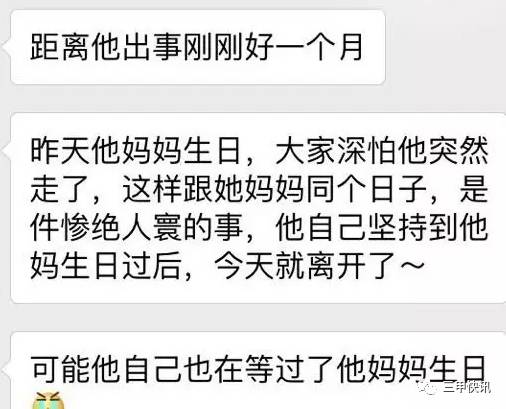 距离他出事刚刚好一个月
昨天他妈妈生日，大家深怕他突然
走了，这样跟她妈妈同个日子，是
件惨绝人寰的事，他自己坚持到他
妈生日过后，今天就离开了～
可能他自己也在等过了他妈妈生日
三甲快讯